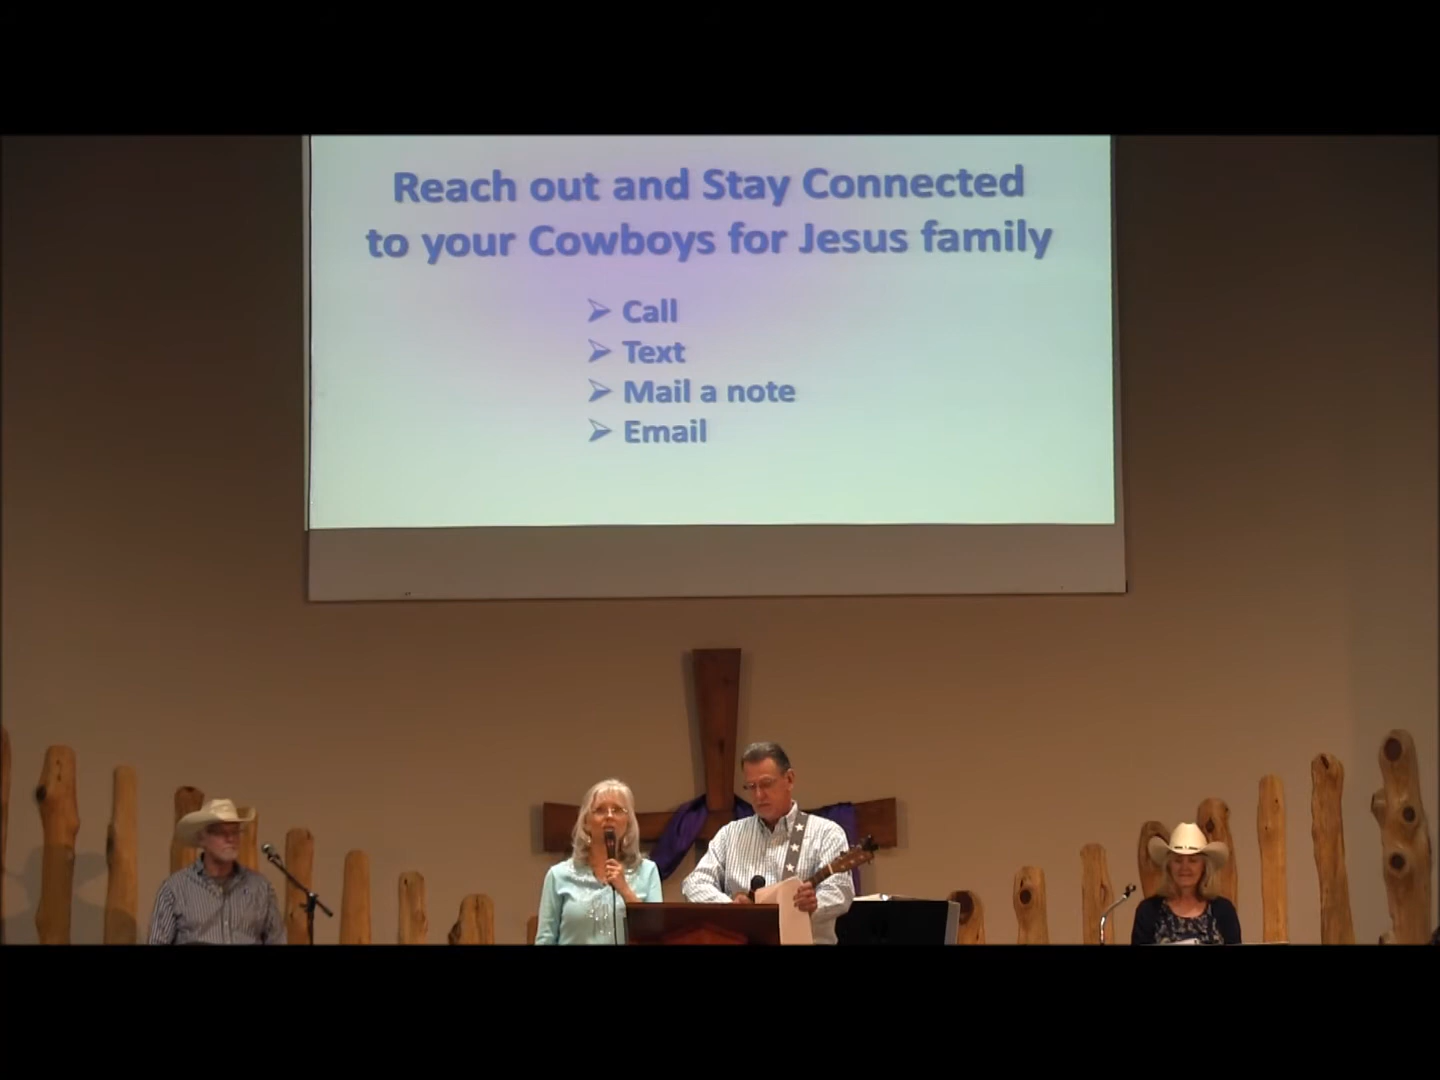 Reach out and Stay Connected
to your Cowboys for Jesus family
➢ Call
➢ Text
➢ Mail a note
➢ Email